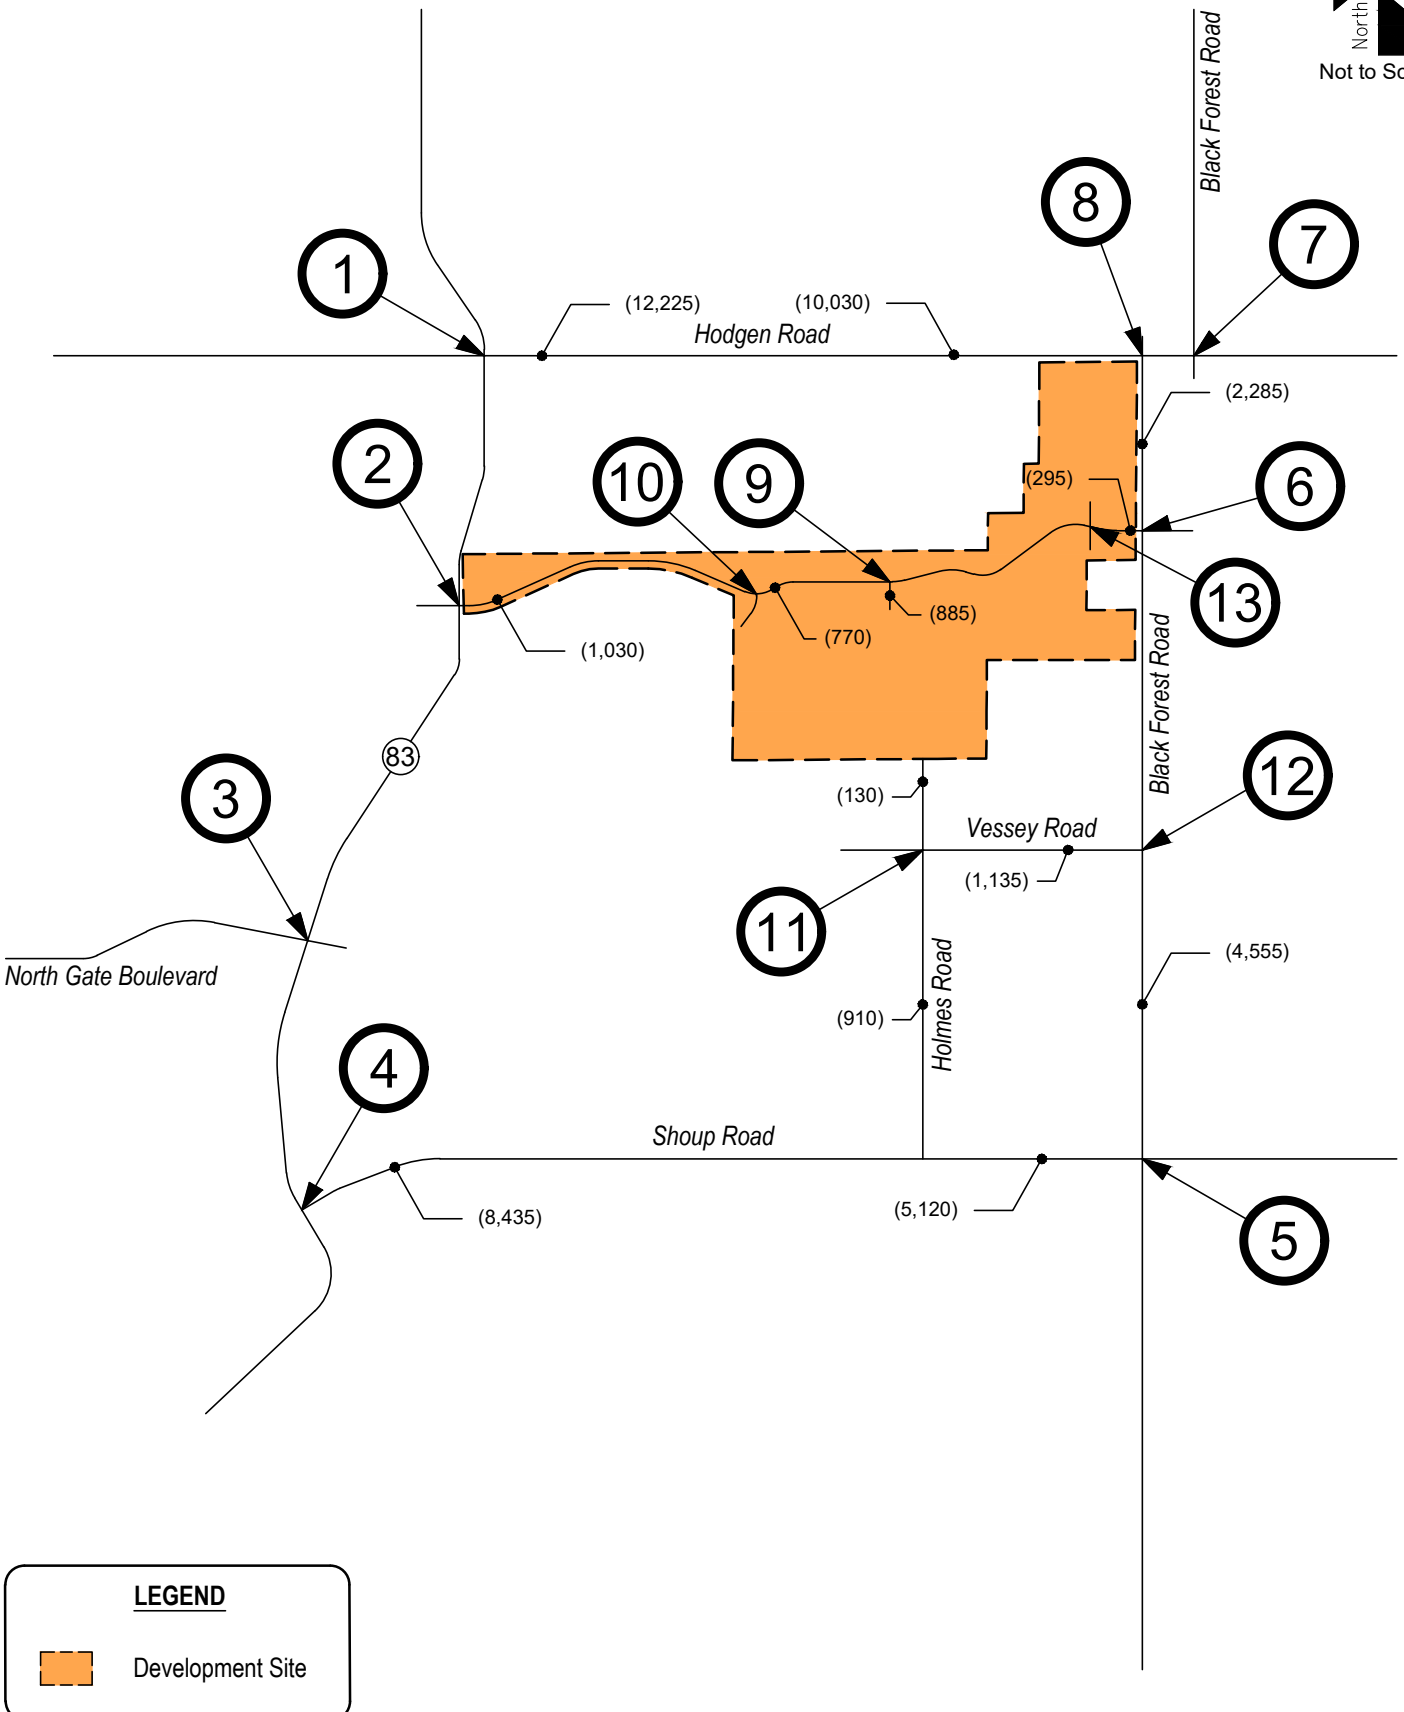 North
Not to
Black Forest Road
8
7
1
(12,225)
(10,030)
Hodgen Road
(2,285)
2
10
9
(295)
6
13
(885)
(770)
(1,030)
Black Forest Road
83
3
(130)
12
Vessey Road
(1,135)
11
North Gate Boulevard
Holmes Road
(4,555)
(910)
4
Shoup Road
(8,435)
(5,120)
5
LEGEND
Development Site